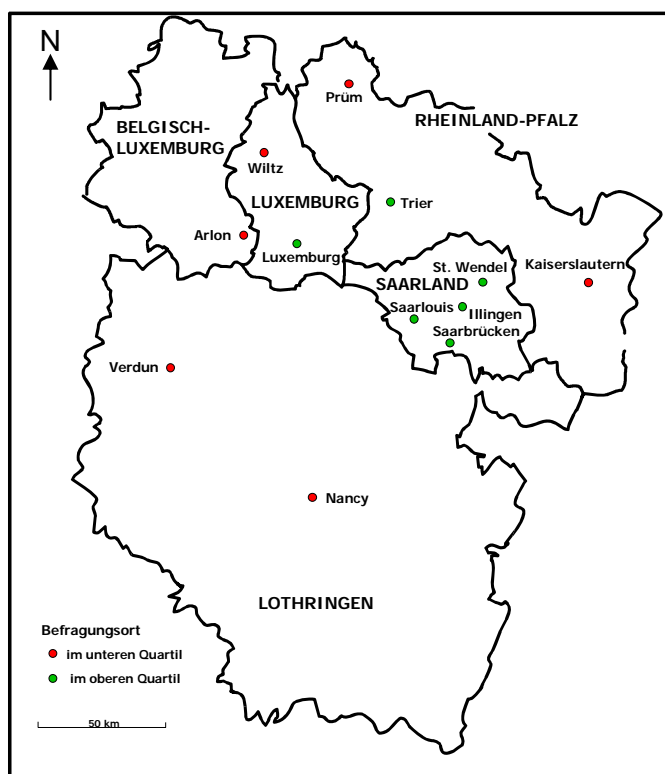 N
Prüm
RHEINLAND-PFALZ
BELGISCH-
LUXEMBURG
Wiltz
LUXEMBURG
Trier
Arlon
Luxemburg
St. Wendel
Kaiserslautern
SAARLAND
Saarlouis
Illingen
Saarbrücken
Verdun
Nancy
LOTHRINGEN
Befragungsort
im unteren Quartil
im oberen Quartil
50 km